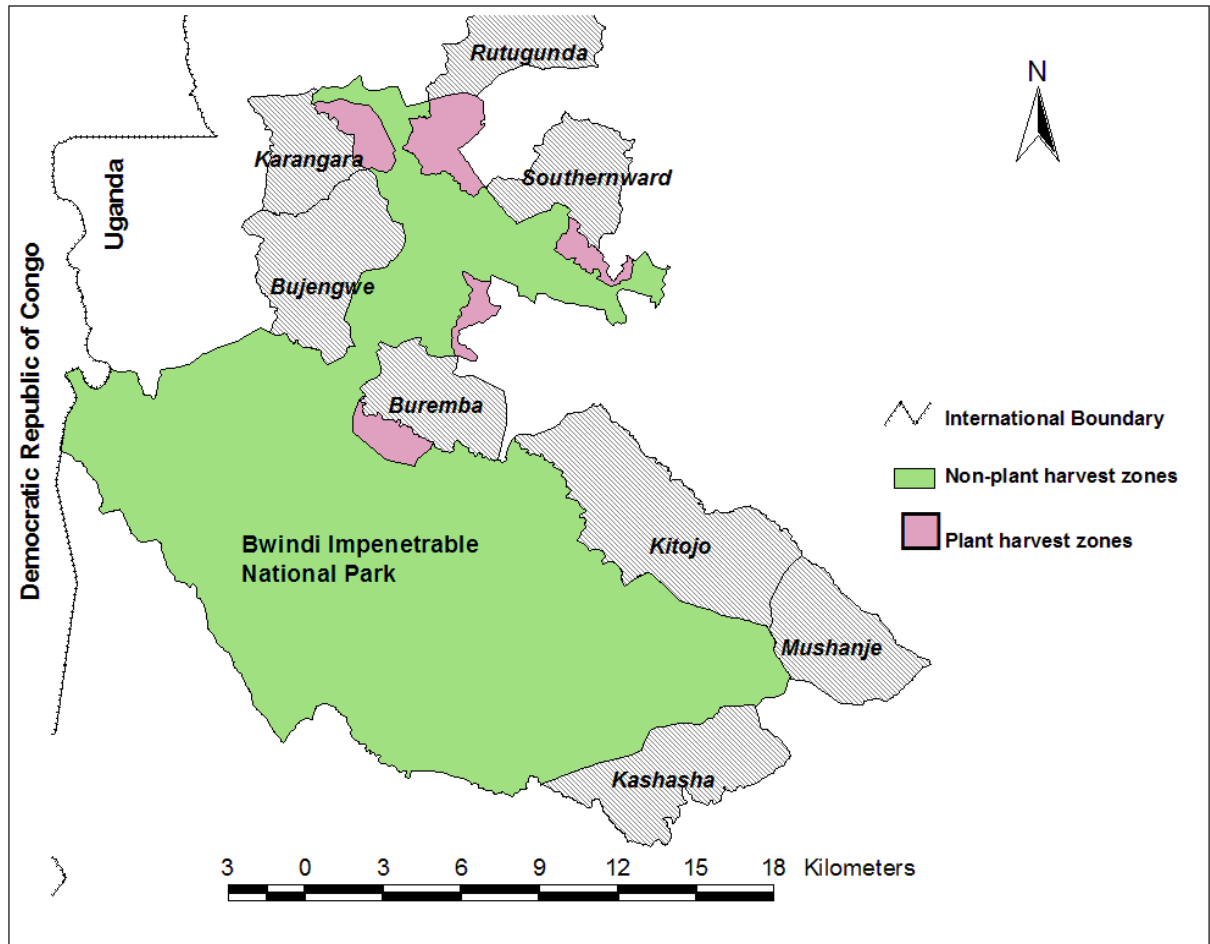 Rutugunda
N
Karangara
Southernward
Uganda
Bujengwe
Democratic Republic of Congo
Buremba
International Boundary
Non-plant harvest zones
Bwindi Impenetrable
National Park
Kitojo
Plant harvest zones
Mushanje
Kashasha
3 0 3 6 9 12 15 18 Kilometers